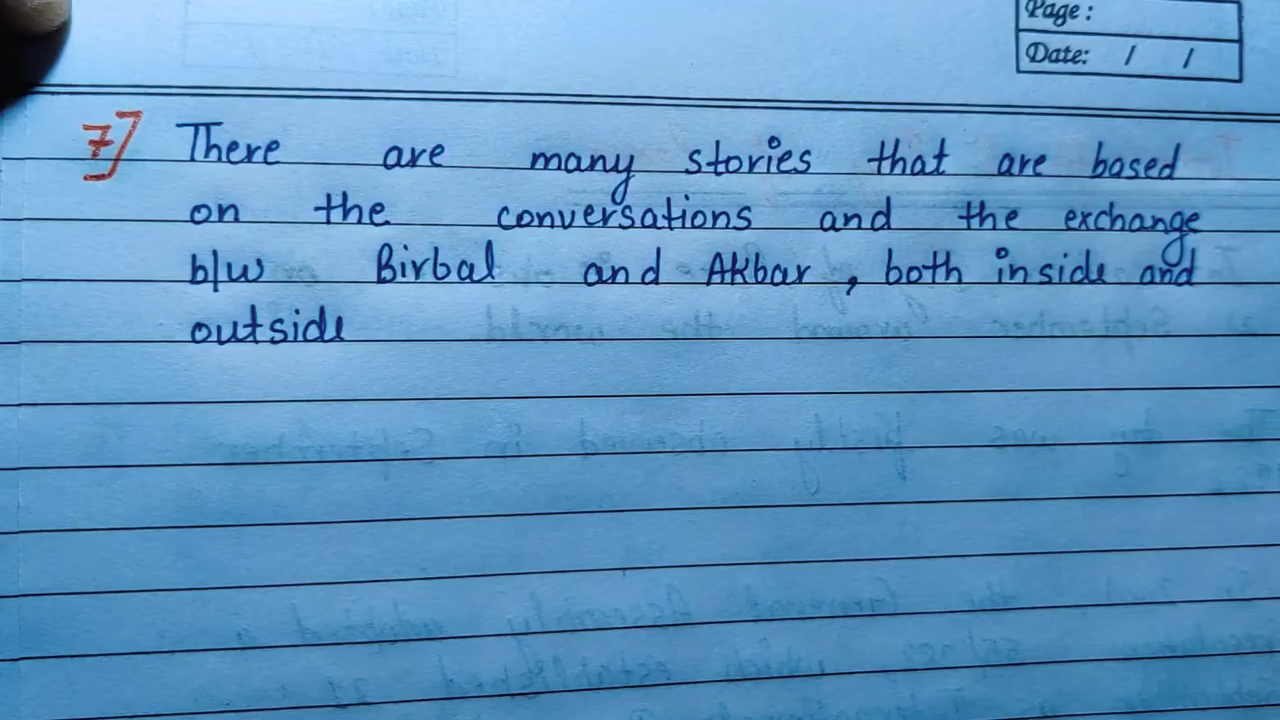 Page:
Date: / /
7] There are many stories that are based
on the conversations and the exchange
b/w Birbal and Akbar, both inside and
outside